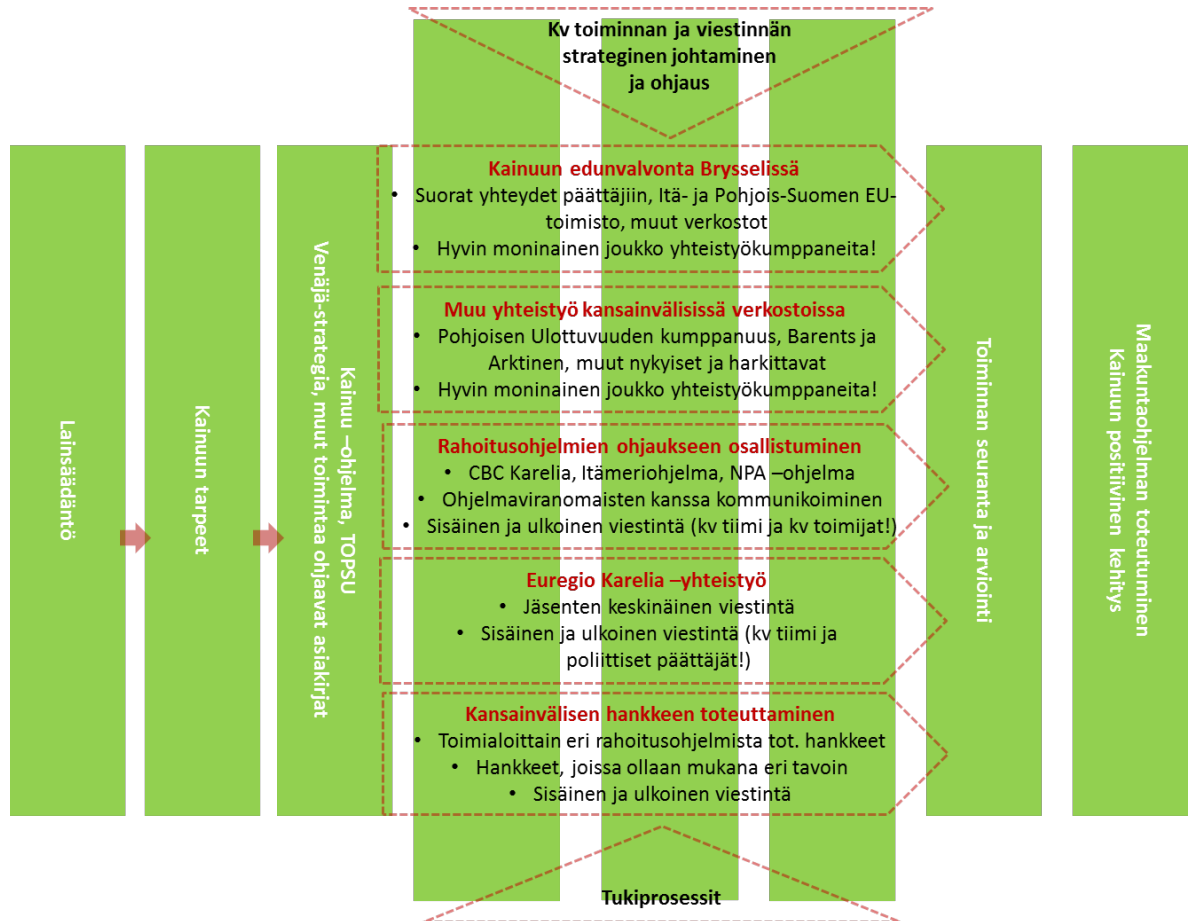 Kv toiminnan ja viestinnän
strateginen johtaminen
ja ohjaus
Lainsäädäntö
Kainuun tarpeet
Kainuu –ohjelma, TOPSU
Venäjä-strategia, muut toimintaa ohjaavat asiakirjat
Kainuun edunvalvonta Brysselissä
• Suorat yhteydet päättäjiin, Itä- ja Pohjois-Suomen EU-
toimisto, muut verkostot
• Hyvin moninainen joukko yhteistyökumppaneita!
Muu yhteistyö kansainvälisissä verkostoissa
• Pohjoisen Ulottuvuuden kumppanuus, Barents ja
Arktinen, muut nykyiset ja harkittavat
• Hyvin moninainen joukko yhteistyökumppaneita!
Rahoitusohjelmien ohjaukseen osallistuminen
• CBC Karelia, Itämeriohjelma, NPA –ohjelma
• Ohjelmaviranomaisten kanssa kommunikoiminen
• Sisäinen ja ulkoinen viestintä (kv tiimi ja kv toimijat!)
Euregio Karelia –yhteistyö
• Jäsenten keskinäinen viestintä
• Sisäinen ja ulkoinen viestintä (kv tiimi ja
poliittiset päättäjät!)
Kansainvälisen hankkeen toteuttaminen
• Toimialoittain eri rahoitusohjelmista tot. hankkeet
• Hankkeet, joissa ollaan mukana eri tavoin
• Sisäinen ja ulkoinen viestintä
Toiminnan seuranta ja arviointi
Maakuntaohjelman toteutuminen
Kainuun positiivinen kehitys
Tukiprosessit